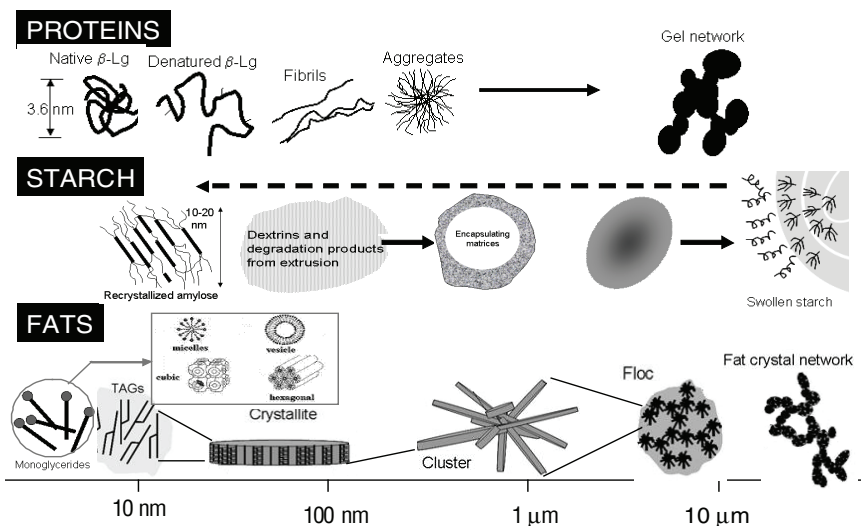 PROTEINS
Native β-Lg
Denatured β-Lg
Fibrils
Aggregates
Gel network
3.6 nm
STARCH
10-20
nm
Dextrins and
degradation products
from extrusion
Encapsulating
matrices
Recrystallized amylose
Swollen starch
FATS
micelles
vesicle
cubic
hexagonal
TAGs
Crystallite
Monoglycerides
Cluster
Floc
Fat crystal network
10 nm
100 nm
1 μm
10 μm